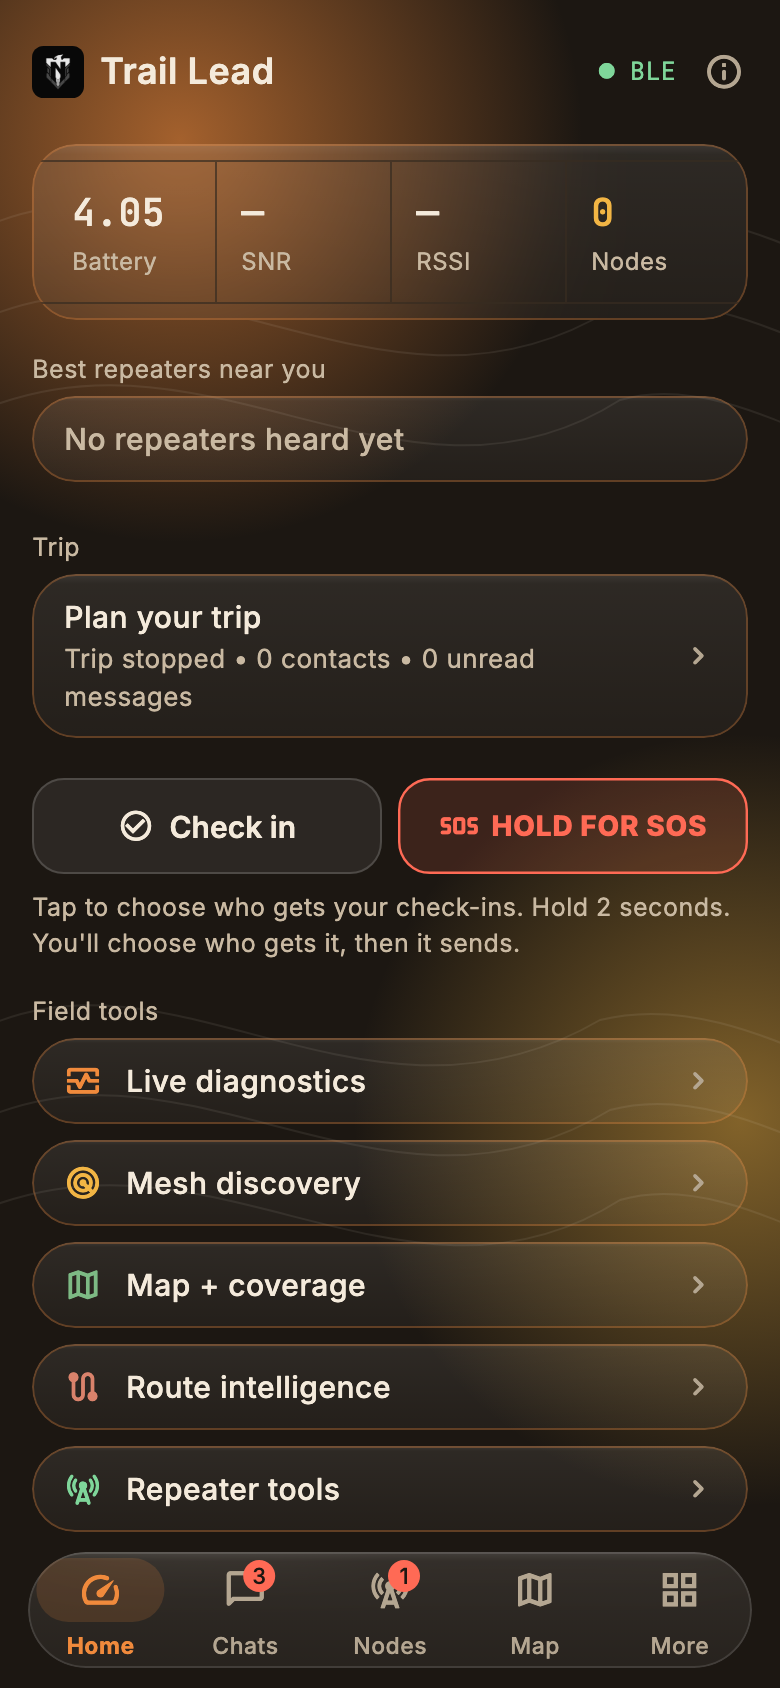 Trail Lead
BLE
4.05
Battery
–
SNR
–
RSSI
0
Nodes
Best repeaters near you
No repeaters heard yet
Trip
Plan your trip
Trip stopped • 0 contacts • 0 unread
messages
Check in
SOS HOLD FOR SOS
Tap to choose who gets your check-ins. Hold 2 seconds.
You'll choose who gets it, then it sends.
Field tools
Live diagnostics
Mesh discovery
Map + coverage
Route intelligence
Repeater tools
3
1
Home
Chats
Nodes
Map
More